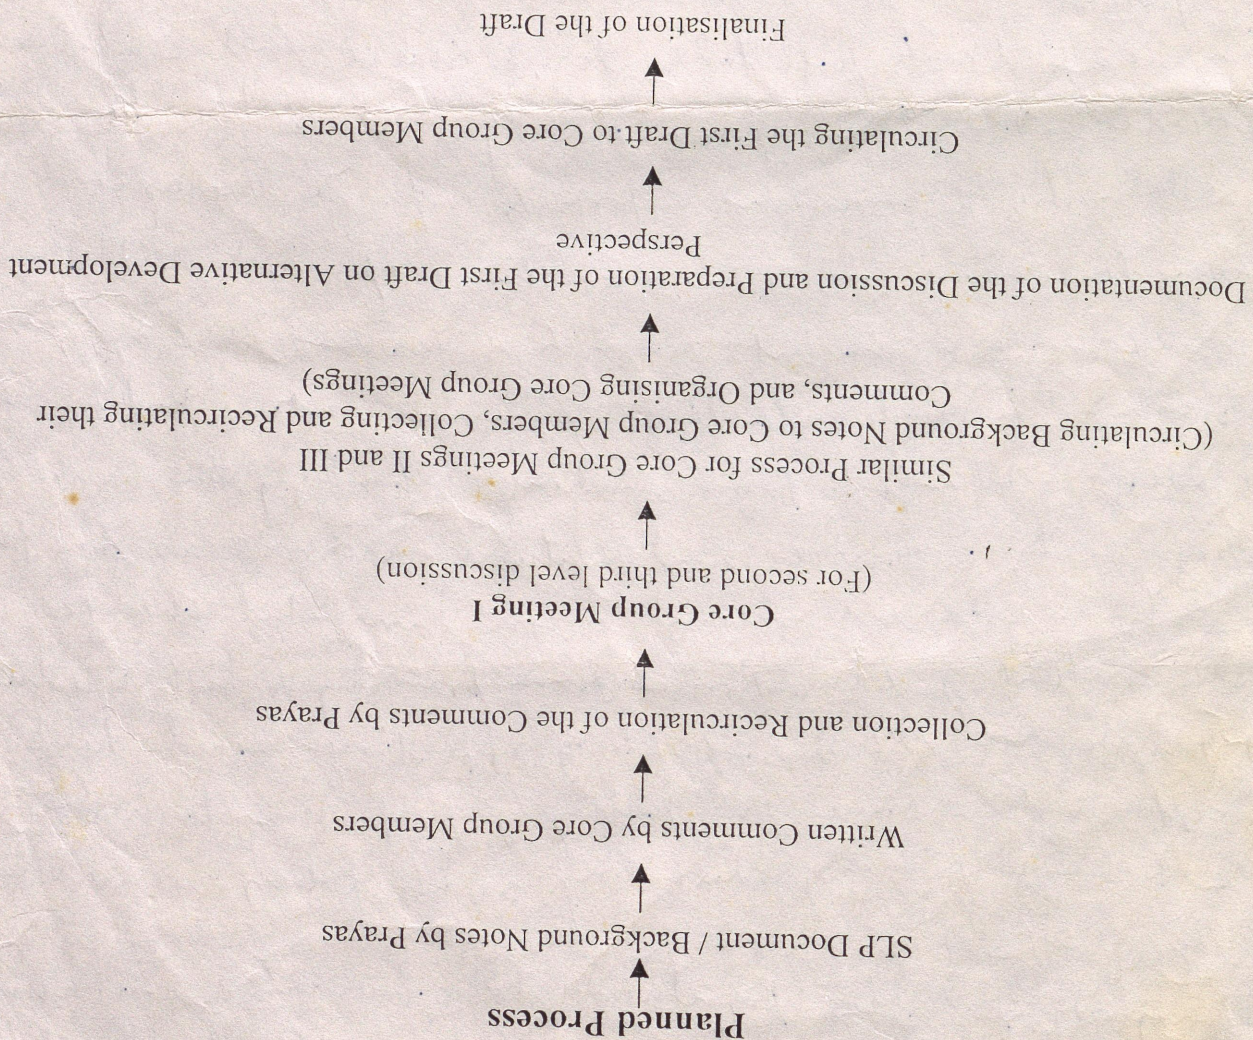 Planned Process
SLP Document / Background Notes by Prayas
Written Comments by Core Group Members
Collection and Recirculation of the Comments by Prayas
Core Group Meeting I
(For second and third level discussion)
Similar Process for Core Group Meetings II and III
(Circulating Background Notes to Core Group Members, Collecting and Recirculating their
Comments, and Organising Core Group Meetings)
Documentation of the Discussion and Preparation of the First Draft on Alternative Development
Perspective
Circulating the First Draft to Core Group Members
Finalisation of the Draft